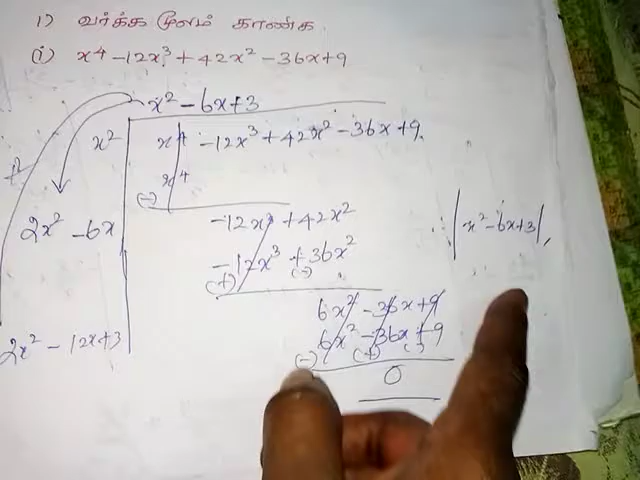 1) வர்க்க மூலம் காண்க.
(i) x⁴ - 12x³ + 42x² - 36x + 9
x² - 6x + 3
x² x⁴ - 12x³ + 42x² - 36x + 9
x⁴
(-)
2x² - 6x -12x³ + 42x²
-12x³ + 36x²
(+) (-)
∴ |x² - 6x + 3|,
6x² - 36x + 9
2x² - 12x + 3 6x² - 36x + 9
(-) (+) (-)
0